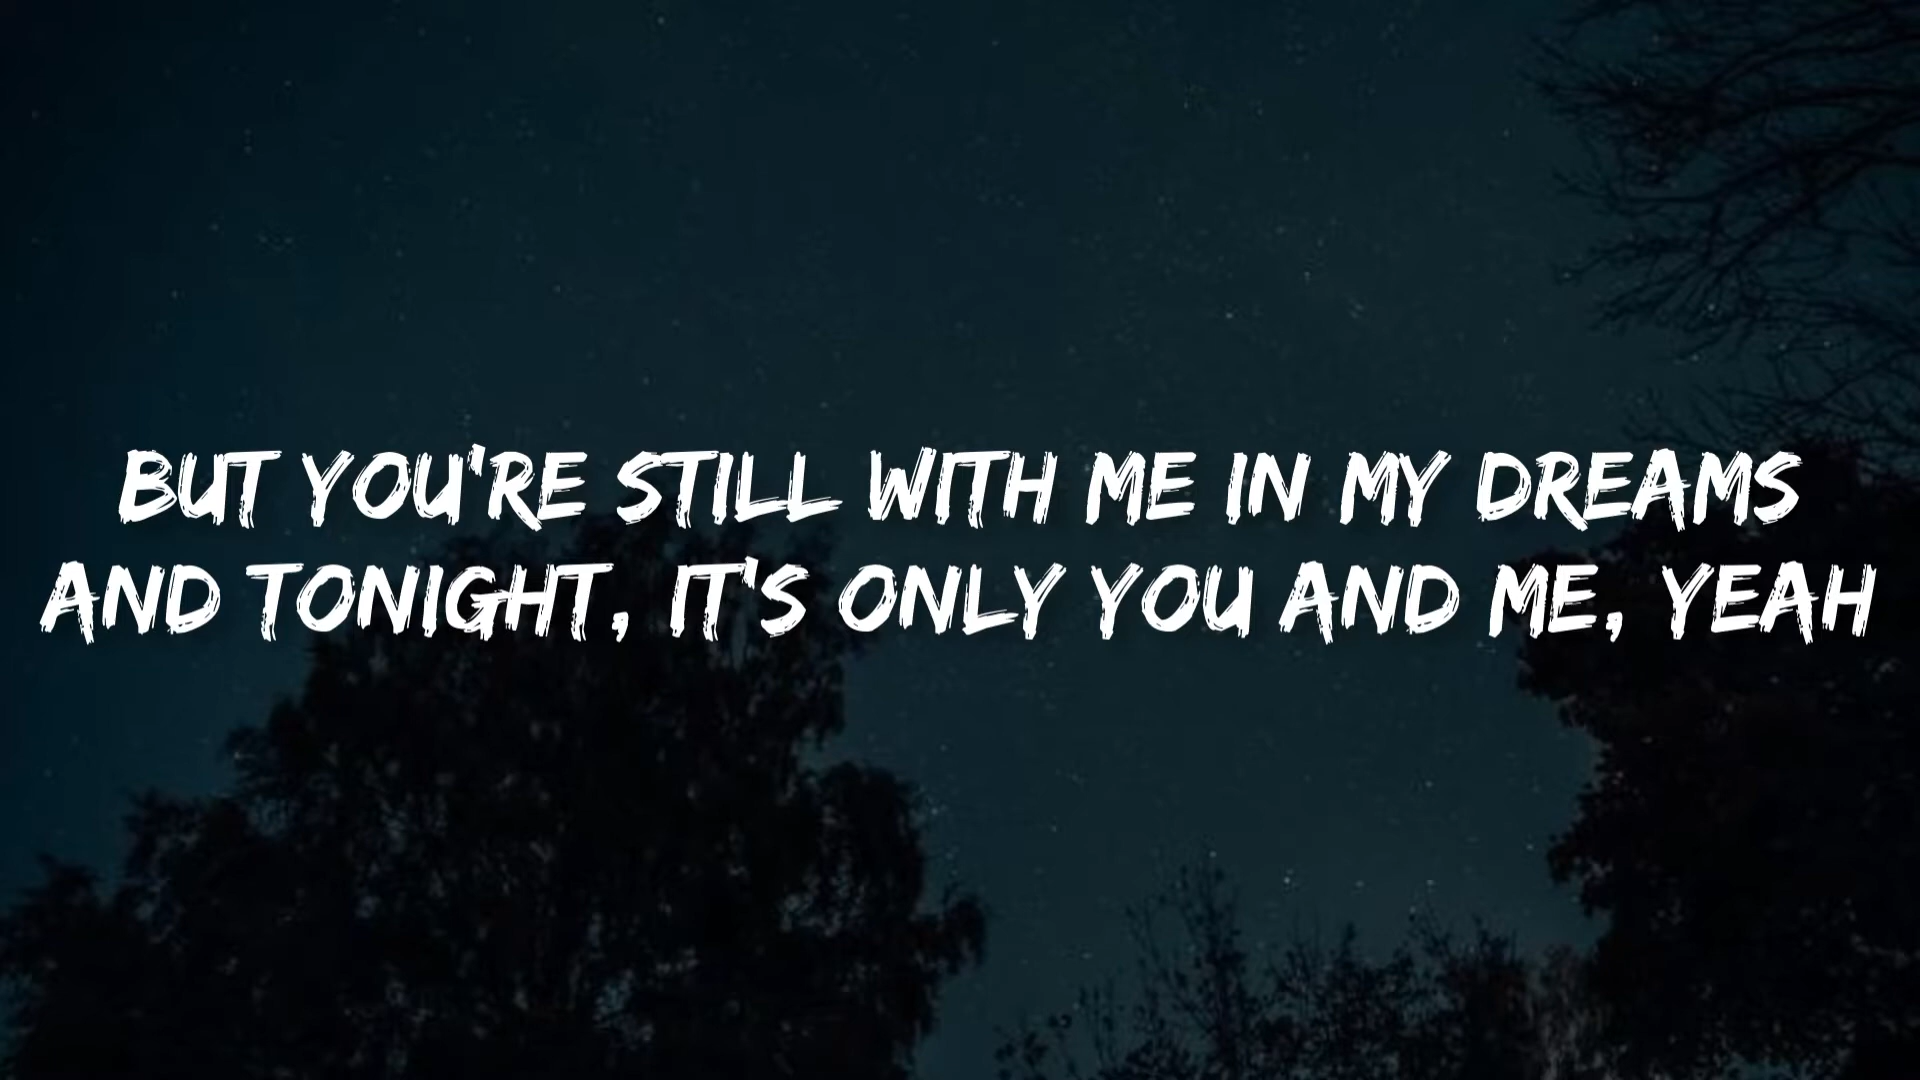 BUT YOU'RE STILL WITH ME IN MY DREAMS
AND TONIGHT, IT'S ONLY YOU AND ME, YEAH